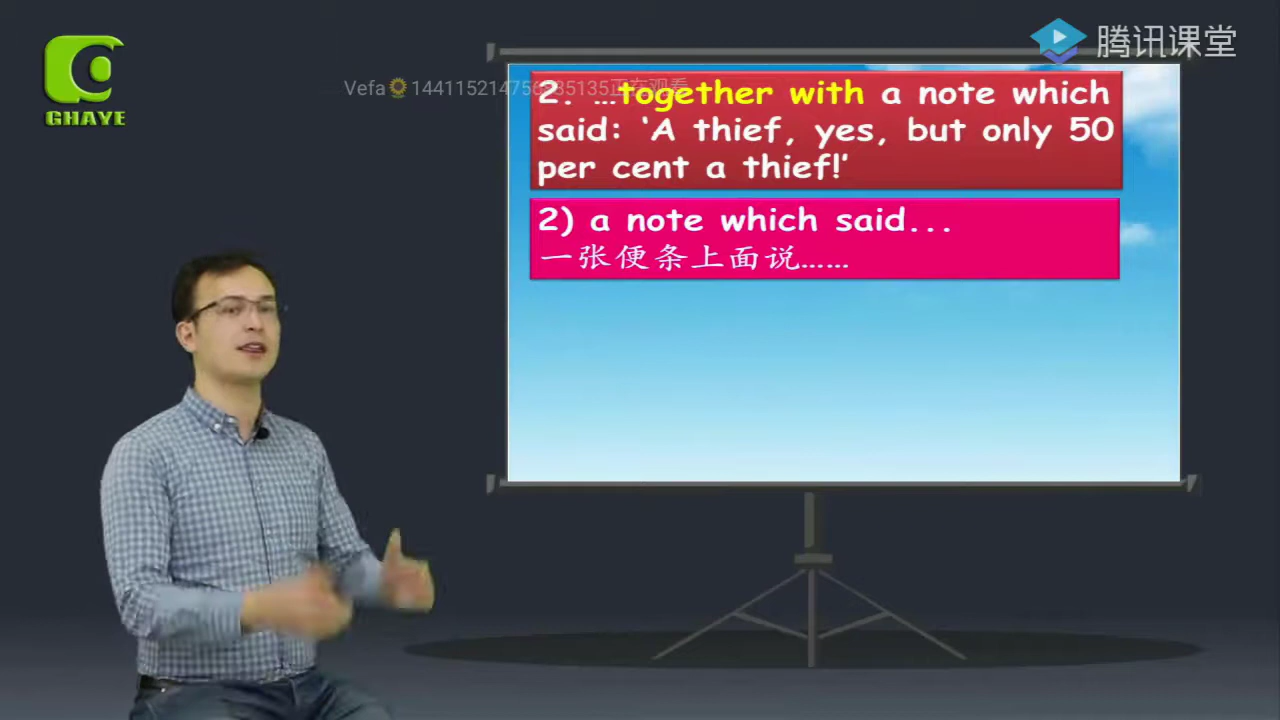 GHAYE
腾讯课堂
2. ...together with a note which
said: ‘A thief, yes, but only 50
per cent a thief!’
2) a note which said...
一张便条上面说……